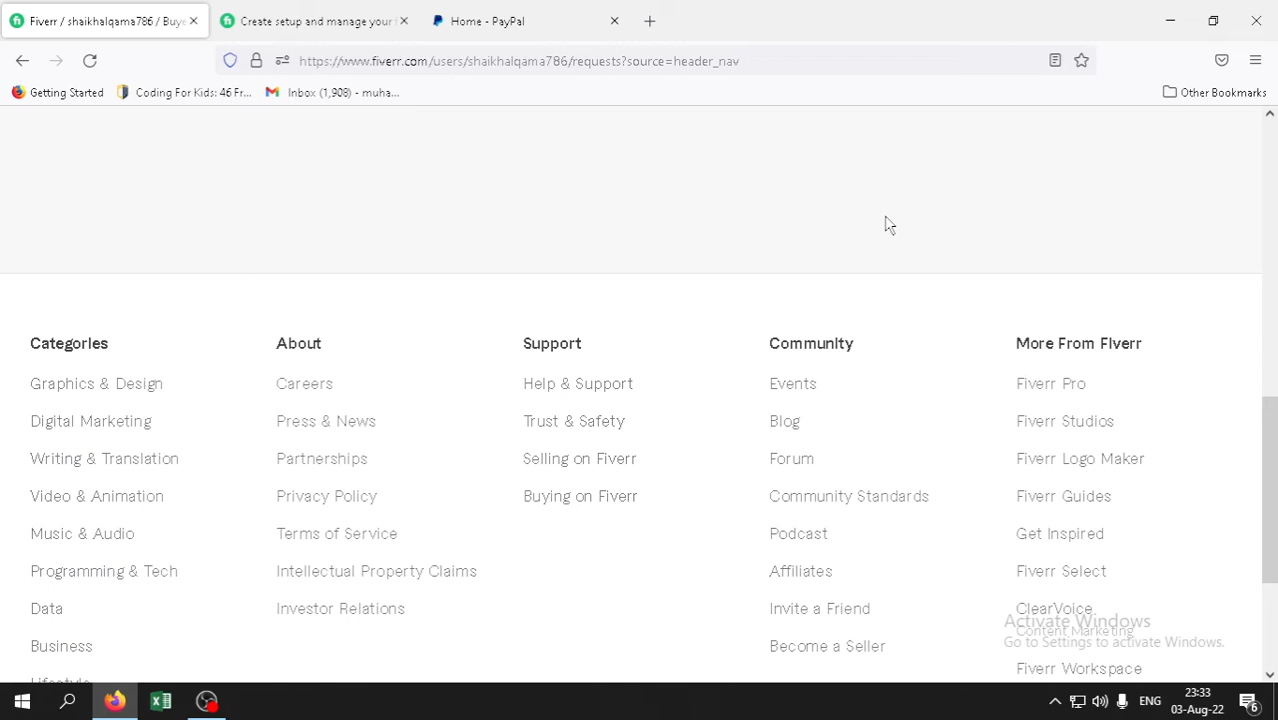 Fiverr / shaikhalqama786 / Buye
Create setup and manage your f
Home - PayPal
https://www.fiverr.com/users/shaikhalqama786/requests?source=header_nav
Getting Started
Coding For Kids: 46 Fr...
Inbox (1,908) - muha...
Other Bookmarks
Categories
Graphics & Design
Digital Marketing
Writing & Translation
Video & Animation
Music & Audio
Programming & Tech
Data
Business
Lifestyle
About
Careers
Press & News
Partnerships
Privacy Policy
Terms of Service
Intellectual Property Claims
Investor Relations
Support
Help & Support
Trust & Safety
Selling on Fiverr
Buying on Fiverr
Community
Events
Blog
Forum
Community Standards
Podcast
Affiliates
Invite a Friend
Become a Seller
More From Fiverr
Fiverr Pro
Fiverr Studios
Fiverr Logo Maker
Fiverr Guides
Get Inspired
Fiverr Select
ClearVoice
Content Marketing
Fiverr Workspace
Activate Windows
Go to Settings to activate Windows.
ENG
23:33
03-Aug-22
6